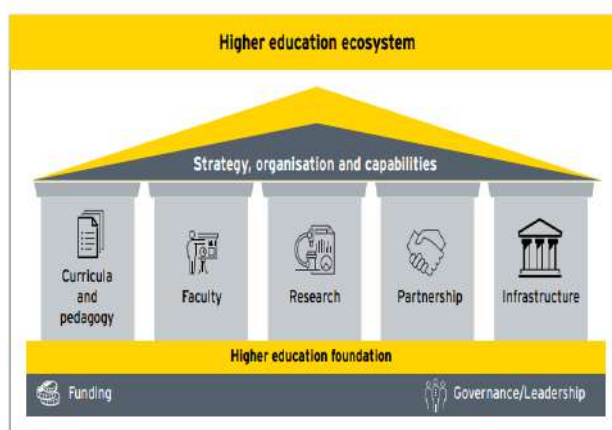 Higher education ecosystem
Strategy, organisation and capabilities
Curricula
and
pedagogy
Faculty
Research
Partnership
Infrastructure
Higher education foundation
Funding
Governance/Leadership